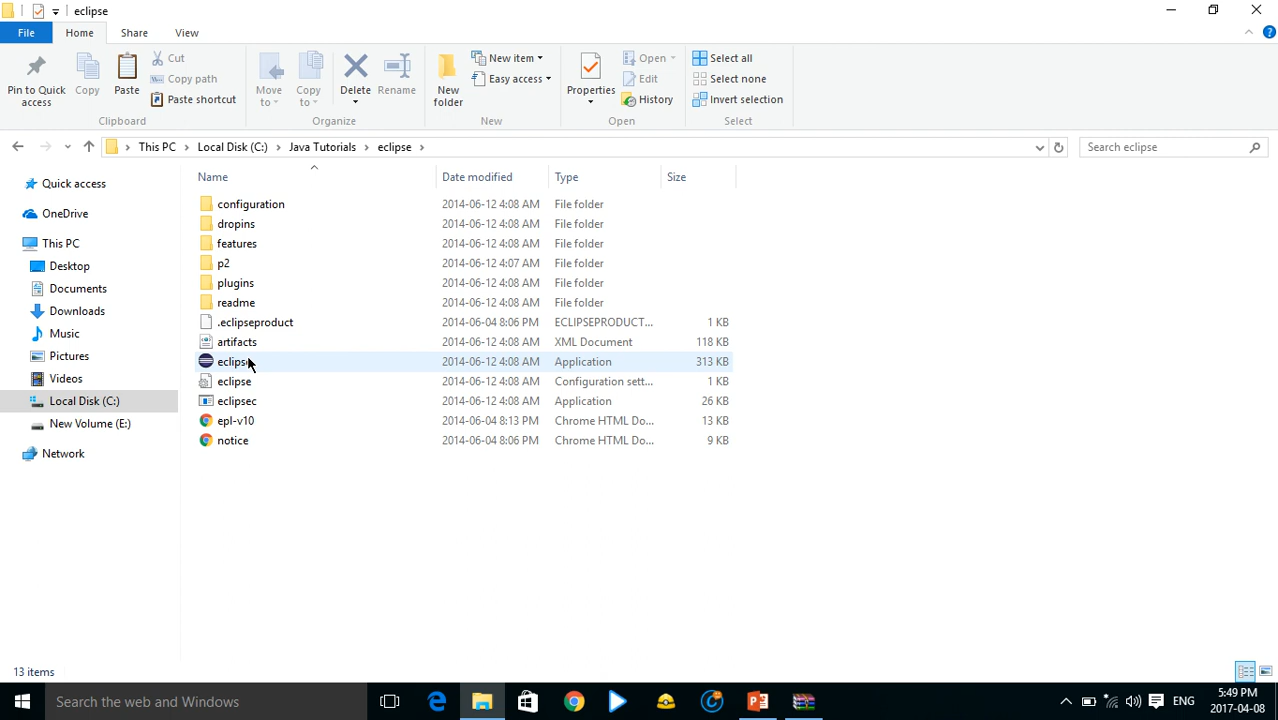 eclipse
File Home Share View
Pin to Quick access
Copy
Paste
Cut
Copy path
Paste shortcut
Clipboard
Move to
Copy to
Delete
Rename
Organize
New folder
New item
Easy access
New
Properties
Open
Edit
History
Open
Select all
Select none
Invert selection
Select
This PC Local Disk (C:) Java Tutorials eclipse
Search eclipse
Quick access
OneDrive
This PC
Desktop
Documents
Downloads
Music
Pictures
Videos
Local Disk (C:)
New Volume (E:)
Network
Name Date modified Type Size
configuration 2014-06-12 4:08 AM File folder
dropins 2014-06-12 4:08 AM File folder
features 2014-06-12 4:08 AM File folder
p2 2014-06-12 4:07 AM File folder
plugins 2014-06-12 4:08 AM File folder
readme 2014-06-12 4:08 AM File folder
.eclipseproduct 2014-06-04 8:06 PM ECLIPSEPRODUCT... 1 KB
artifacts 2014-06-12 4:08 AM XML Document 118 KB
eclipse 2014-06-12 4:08 AM Application 313 KB
eclipse 2014-06-12 4:08 AM Configuration sett... 1 KB
eclipsec 2014-06-12 4:08 AM Application 26 KB
epl-v10 2014-06-04 8:13 PM Chrome HTML Do... 13 KB
notice 2014-06-04 8:06 PM Chrome HTML Do... 9 KB
13 items
Search the web and Windows
ENG
5:49 PM
2017-04-08